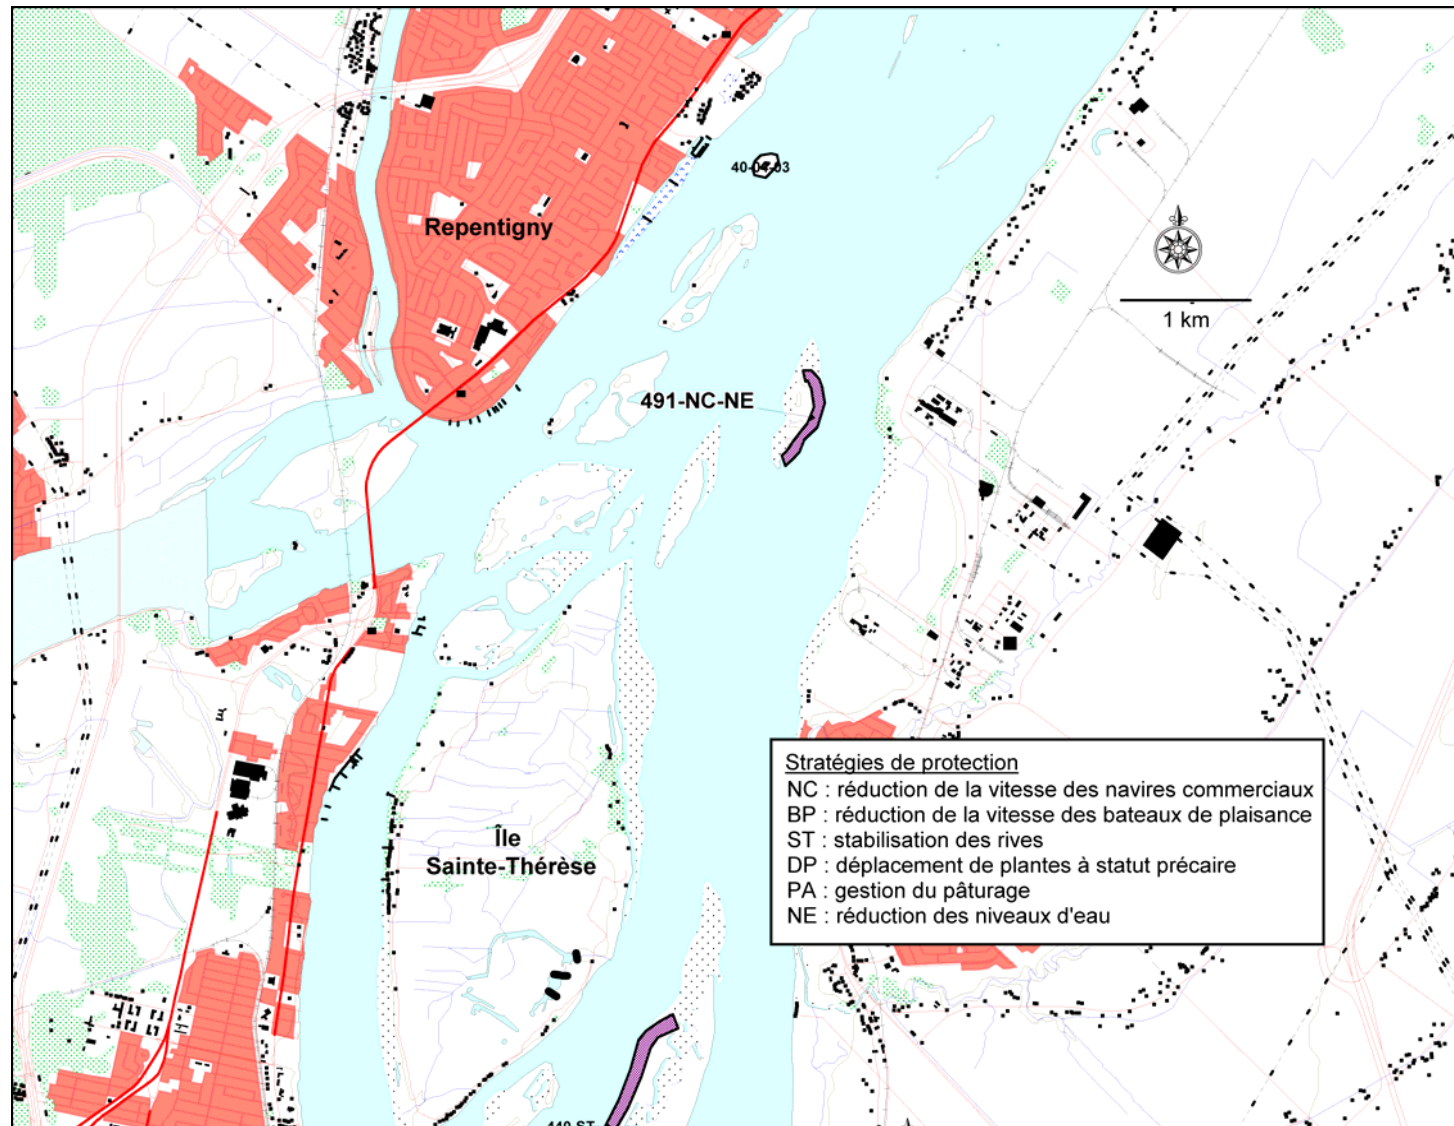 40-04-03
Repentigny
1 km
491-NC-NE
Stratégies de protection
NC : réduction de la vitesse des navires commerciaux
BP : réduction de la vitesse des bateaux de plaisance
ST : stabilisation des rives
DP : déplacement de plantes à statut précaire
PA : gestion du pâturage
NE : réduction des niveaux d'eau
Île
Sainte-Thérèse